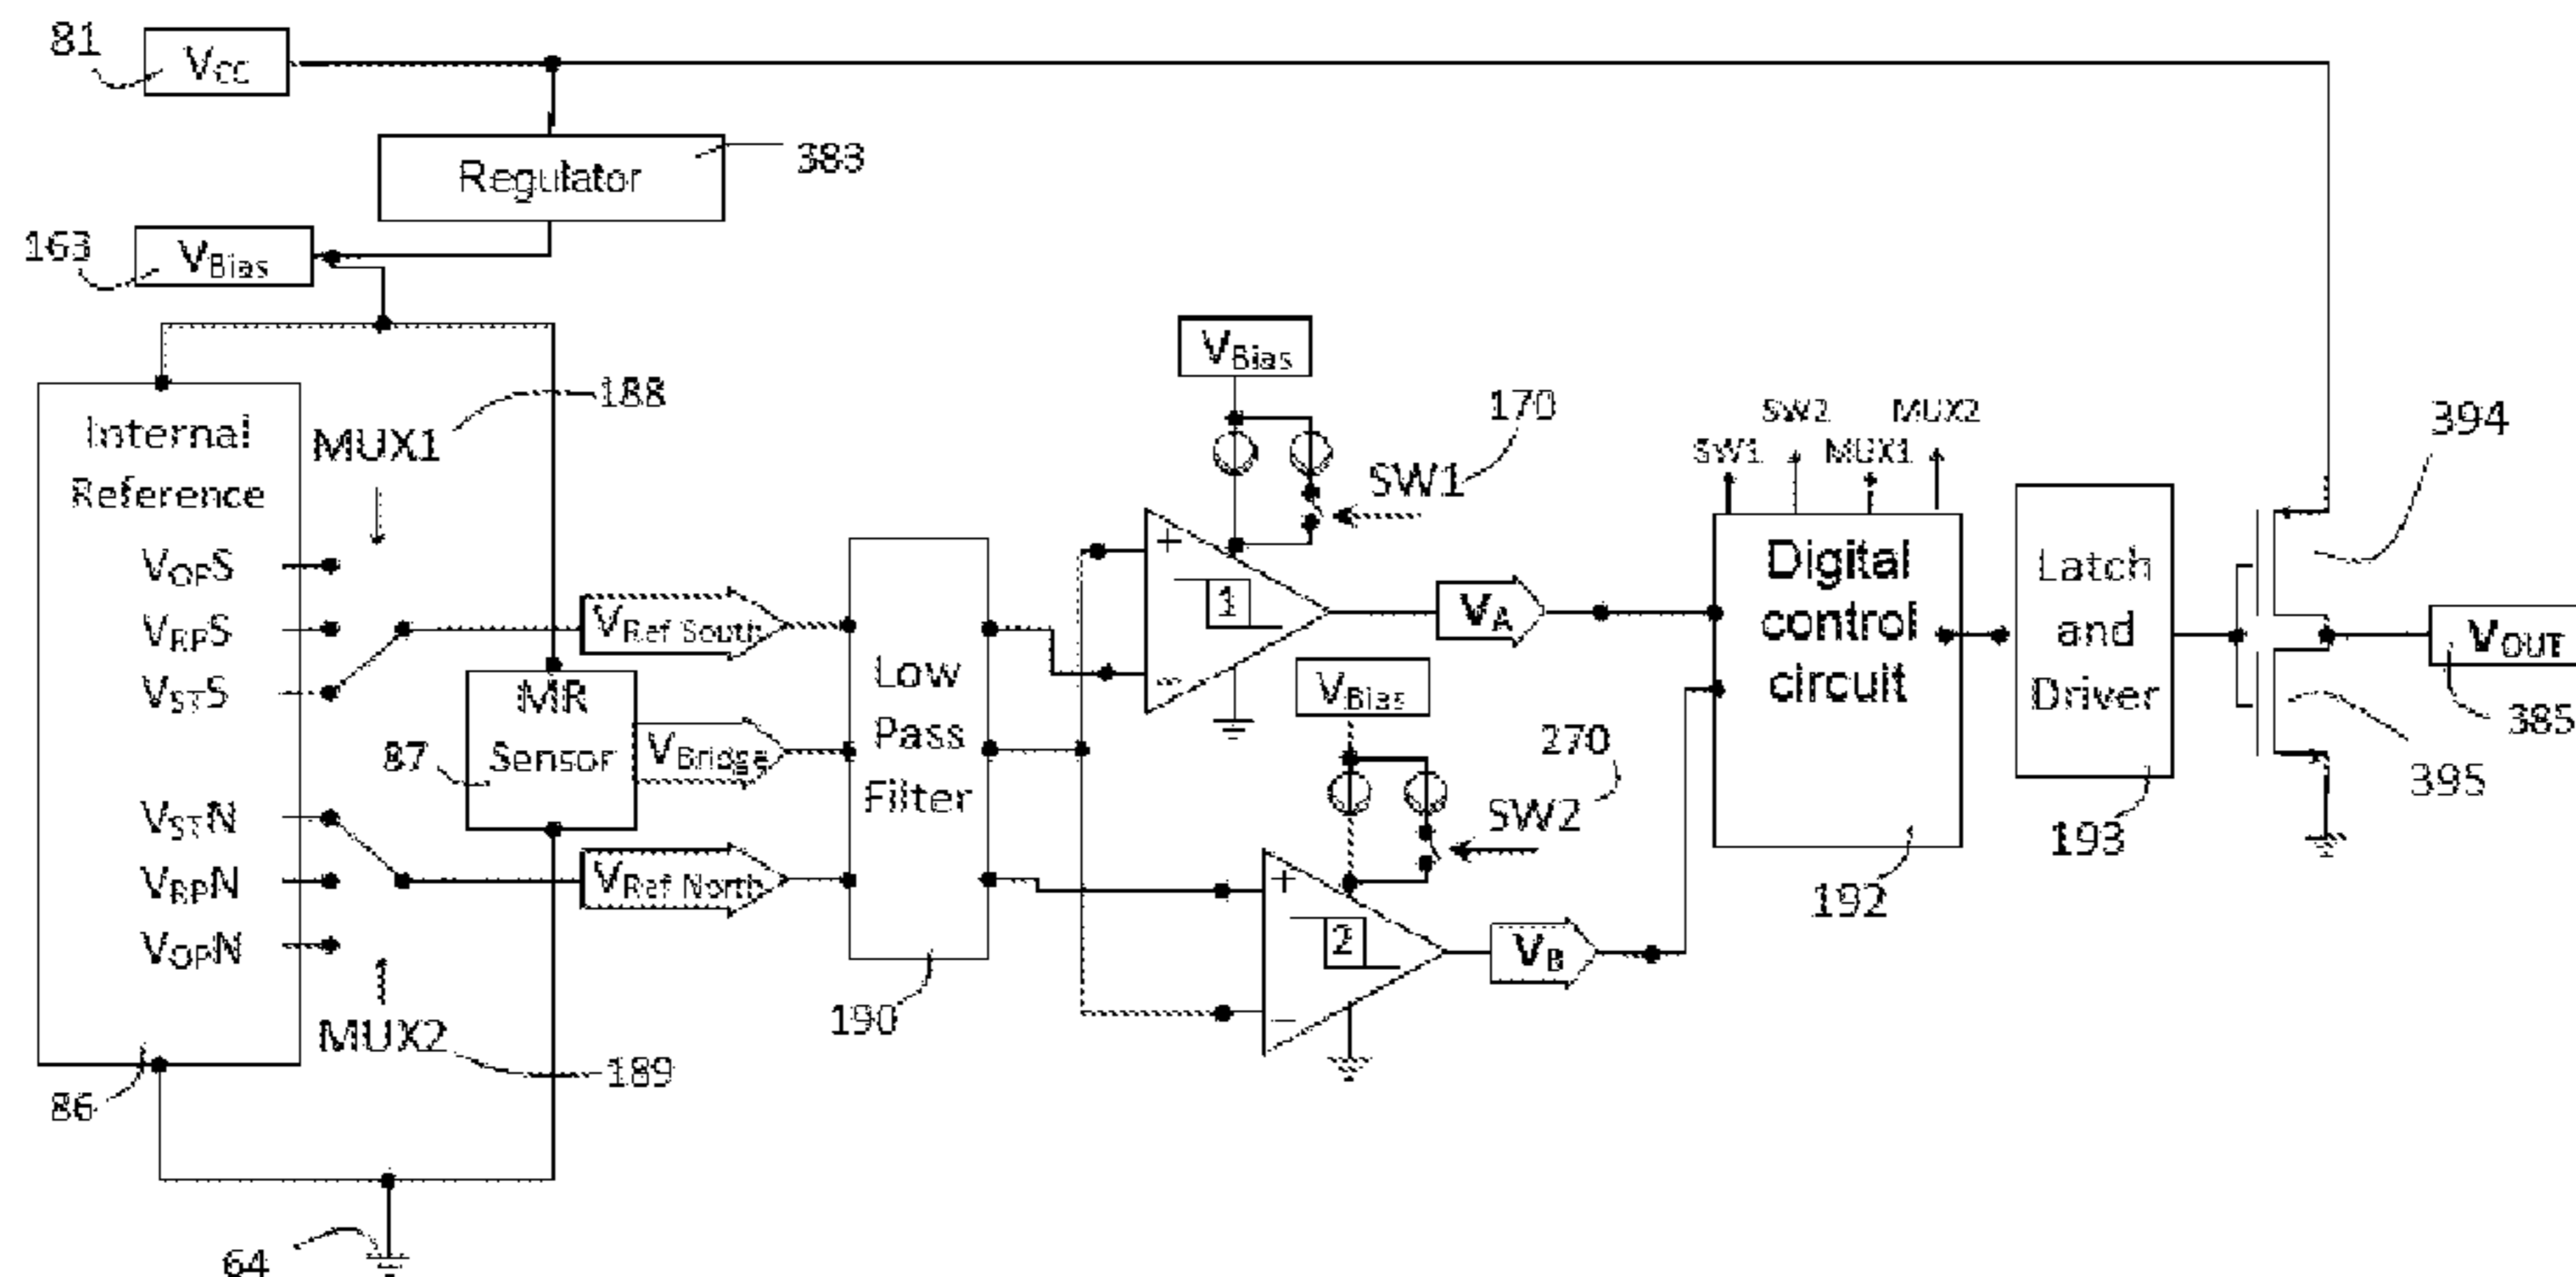 81
VCC
Regulator
383
163
VBias
Internal
Reference
MUX1
188
VOPS
VRPS
VSTS
VSTN
VRPN
VOPN
MUX2
189
86
64
VRef South
MR
Sensor
87
VBridge
VRef North
Low
Pass
Filter
190
VBias
SW1
170
+
1
−
VA
VBias
SW2
270
+
2
−
VB
SW1
SW2
MUX1
MUX2
Digital
control
circuit
192
Latch
and
Driver
193
394
VOUT
385
395